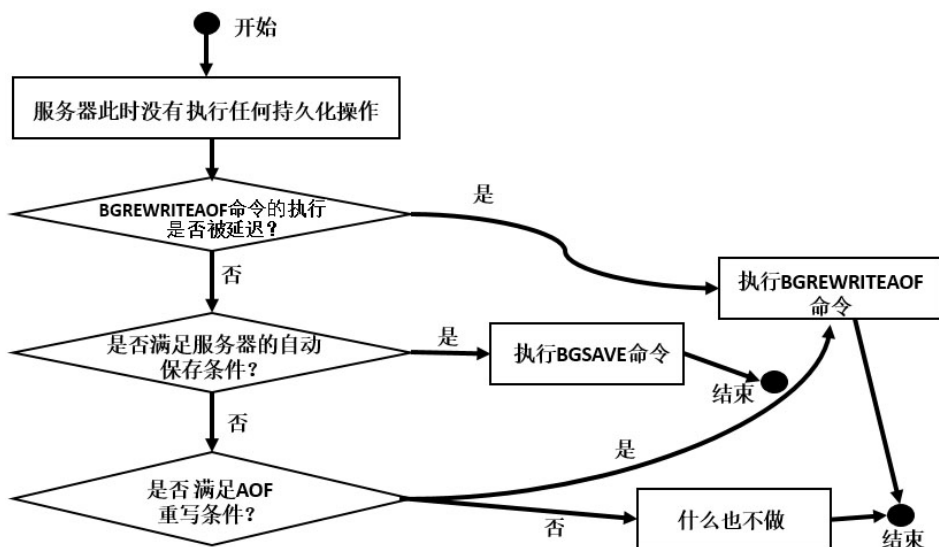 开始
服务器此时没有执行任何持久化操作
BGREWRITEAOF命令的执行
是否被延迟？
是
否
执行BGREWRITEAOF
命令
是否满足服务器的自动
保存条件？
是
执行BGSAVE命令
结束
否
是否 满足AOF
重写条件？
是
否
什么也不做
结束